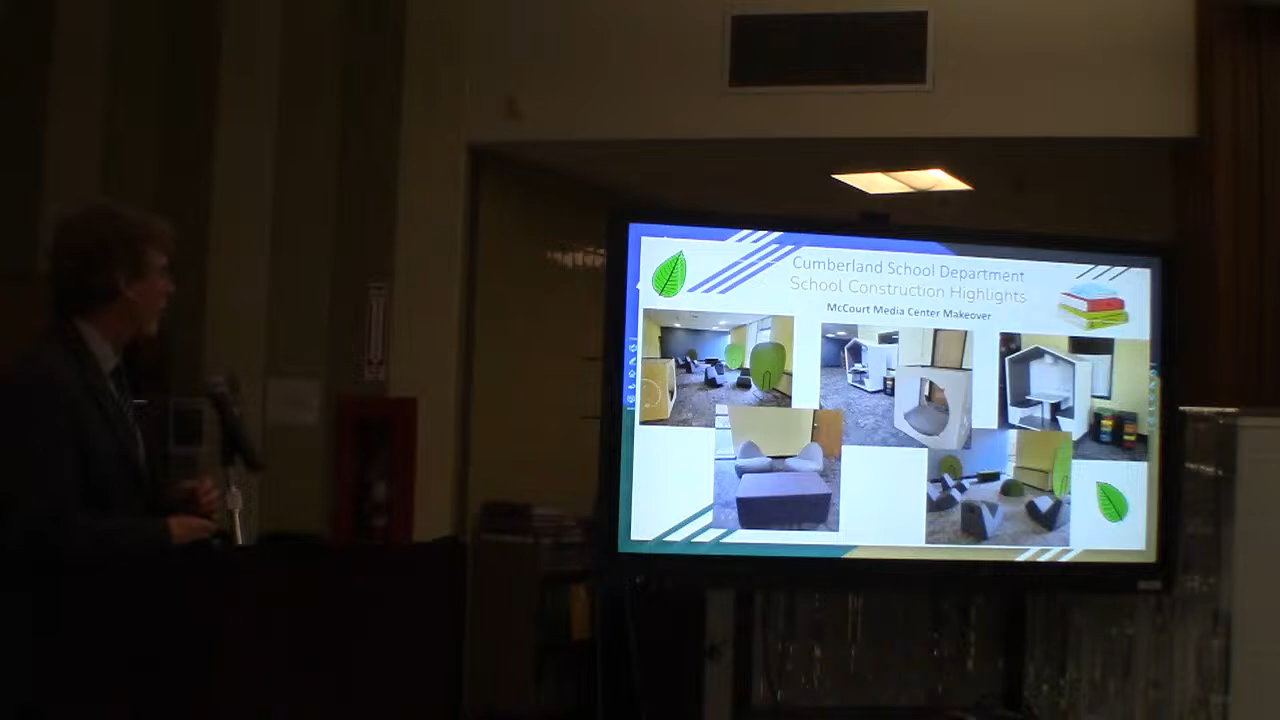 Cumberland School Department
School Construction Highlights
McCourt Media Center Makeover